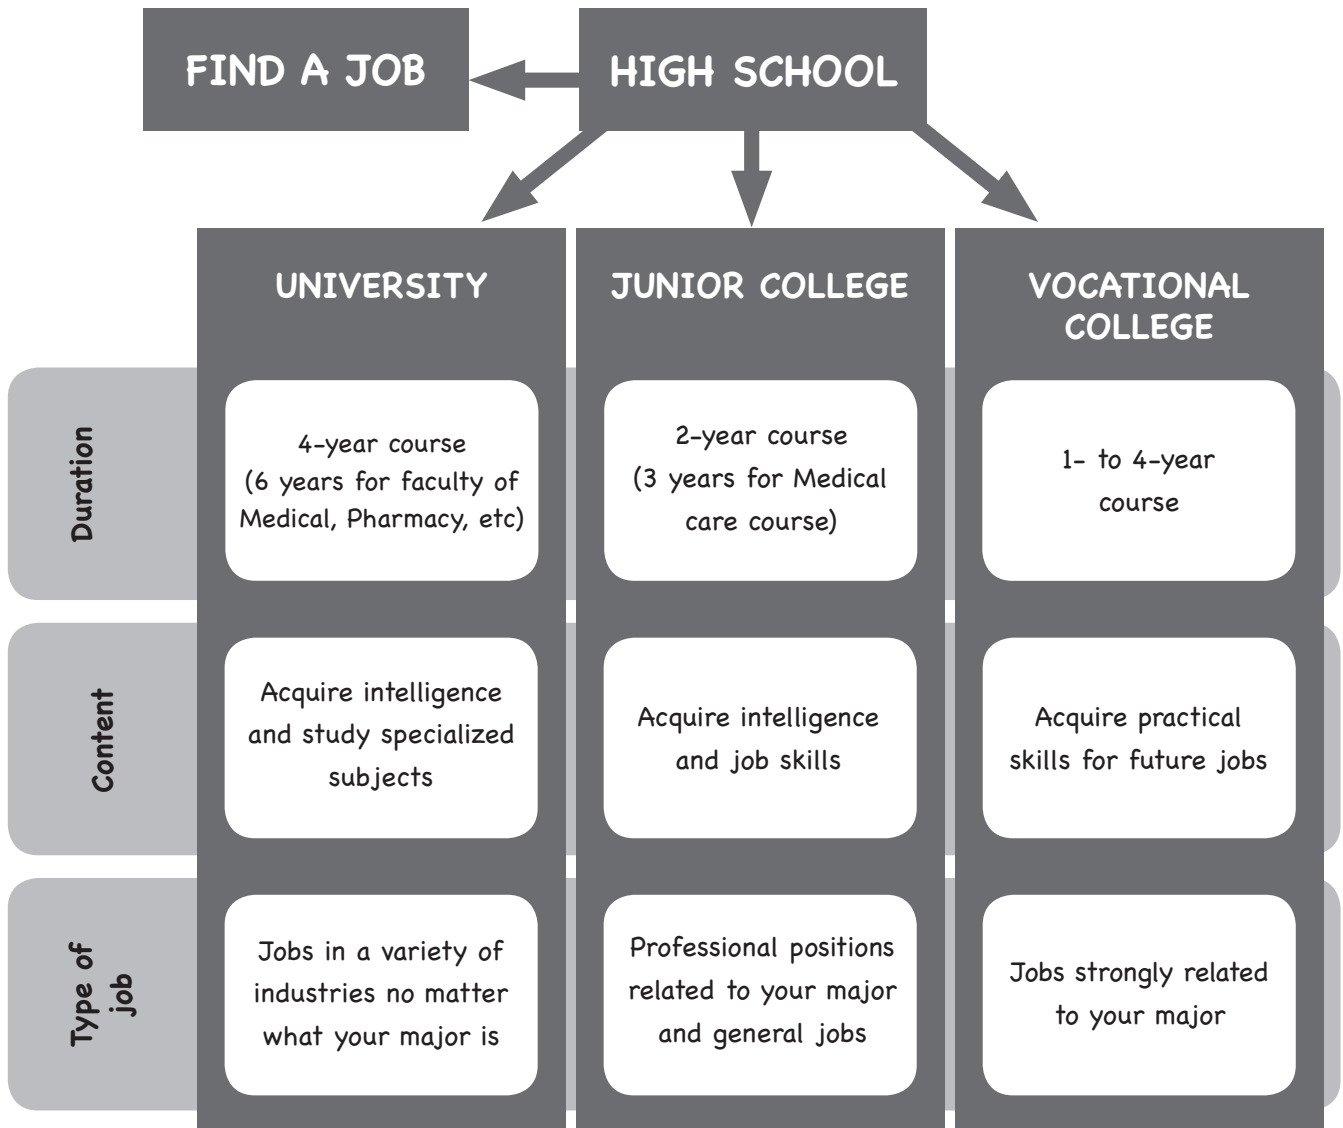 FIND A JOB
HIGH SCHOOL
UNIVERSITY
JUNIOR COLLEGE
VOCATIONAL
COLLEGE
Duration
4-year course
(6 years for faculty of
Medical, Pharmacy, etc)
2-year course
(3 years for Medical
care course)
1- to 4-year
course
Content
Acquire intelligence
and study specialized
subjects
Acquire intelligence
and job skills
Acquire practical
skills for future jobs
Type of
job
Jobs in a variety of
industries no matter
what your major is
Professional positions
related to your major
and general jobs
Jobs strongly related
to your major